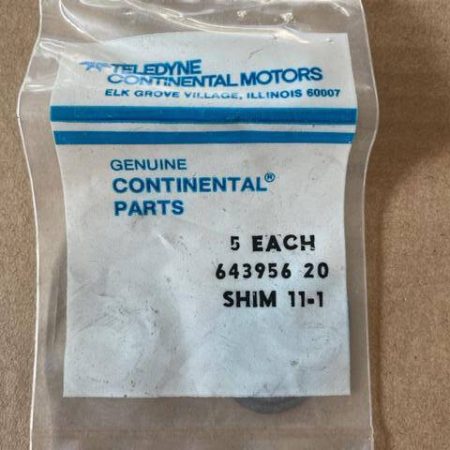 TELEDYNE
CONTINENTAL MOTORS
ELK GROVE VILLAGE, ILLINOIS 60007
GENUINE
CONTINENTAL®
PARTS
5 EACH
643956 20
SHIM 11-1